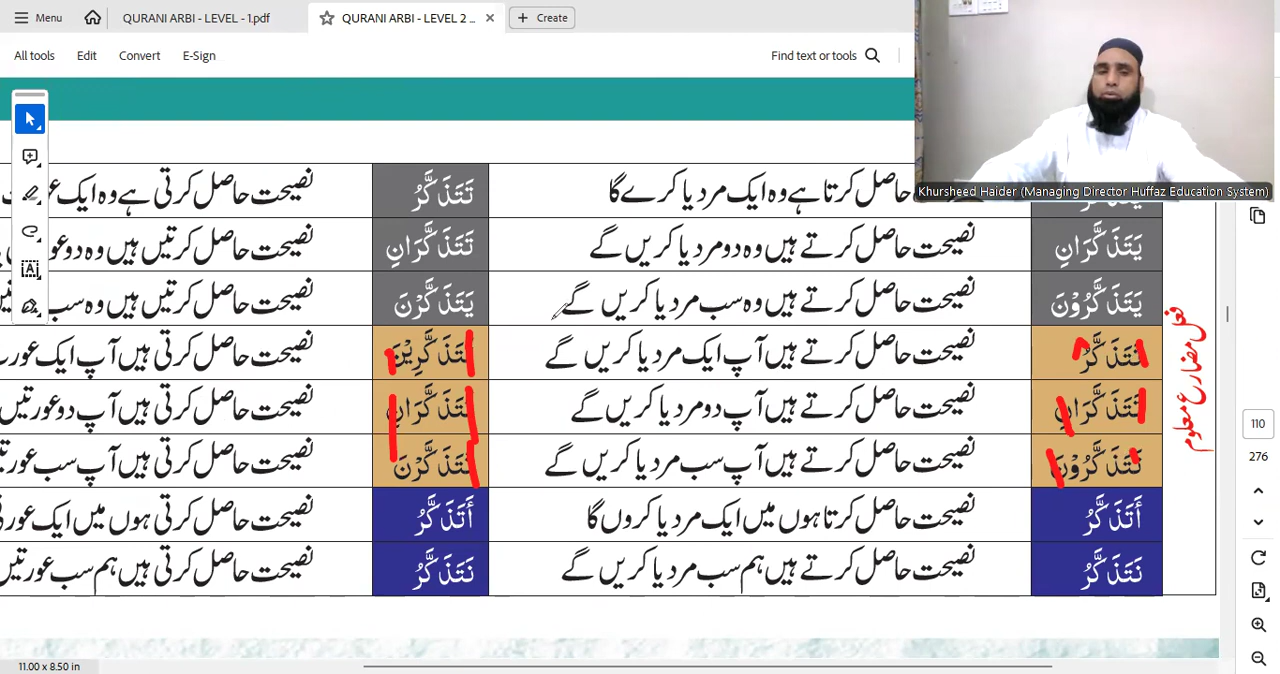 Menu
QURANI ARBI - LEVEL - 1.pdf
QURANI ARBI - LEVEL 2 ...
Create
All tools
Edit
Convert
E-Sign
Find text or tools
Khursheed Haider (Managing Director Huffaz Education System)
حاصل کرتا ہے وہ ایک مرد یا کرے گا تَتَذَكَّرُ نصیحت حاصل کرتی ہے وہ ایک
يَتَذَكَّرَانِ نصیحت حاصل کرتے ہیں وہ دو مرد یا کریں گے تَتَذَكَّرَانِ نصیحت حاصل کرتیں ہیں وہ دو
يَتَذَكَّرُوْنَ نصیحت حاصل کرتے ہیں وہ سب مرد یا کریں گے يَتَذَكَّرْنَ نصیحت حاصل کرتیں ہیں وہ سب
تَتَذَكَّرُ نصیحت حاصل کرتے ہیں آپ ایک مرد یا کریں گے تَتَذَكَّرِيْنَ نصیحت حاصل کرتی ہیں آپ ایک
تَتَذَكَّرَانِ نصیحت حاصل کرتے ہیں آپ دو مرد یا کریں گے تَتَذَكَّرَانِ نصیحت حاصل کرتی ہیں آپ دو عورتیں
تَتَذَكَّرُوْنَ نصیحت حاصل کرتے ہیں آپ سب مرد یا کریں گے تَتَذَكَّرْنَ نصیحت حاصل کرتی ہیں آپ سب
أَتَذَكَّرُ نصیحت حاصل کرتا ہوں میں ایک مرد یا کروں گا أَتَذَكَّرُ نصیحت حاصل کرتی ہوں میں ایک
نَتَذَكَّرُ نصیحت حاصل کرتے ہیں ہم سب مرد یا کریں گے نَتَذَكَّرُ نصیحت حاصل کرتی ہیں ہم سب عورتیں
فعل مضارع معلوم
110
276
11.00 x 8.50 in